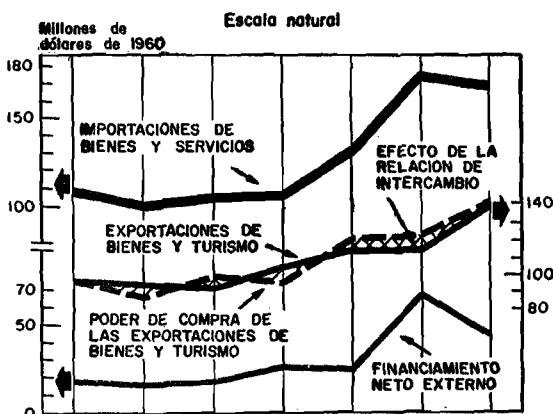 Escala natural
Millones de
dólares de 1960
180
150
100
70
50
0
IMPORTACIONES DE
BIENES Y SERVICIOS
EFECTO DE LA
RELACION DE
INTERCAMBIO
EXPORTACIONES DE
BIENES Y TURISMO
PODER DE COMPRA DE
LAS EXPORTACIONES DE
BIENES Y TURISMO
FINANCIAMIENTO
NETO EXTERNO
140
100
80